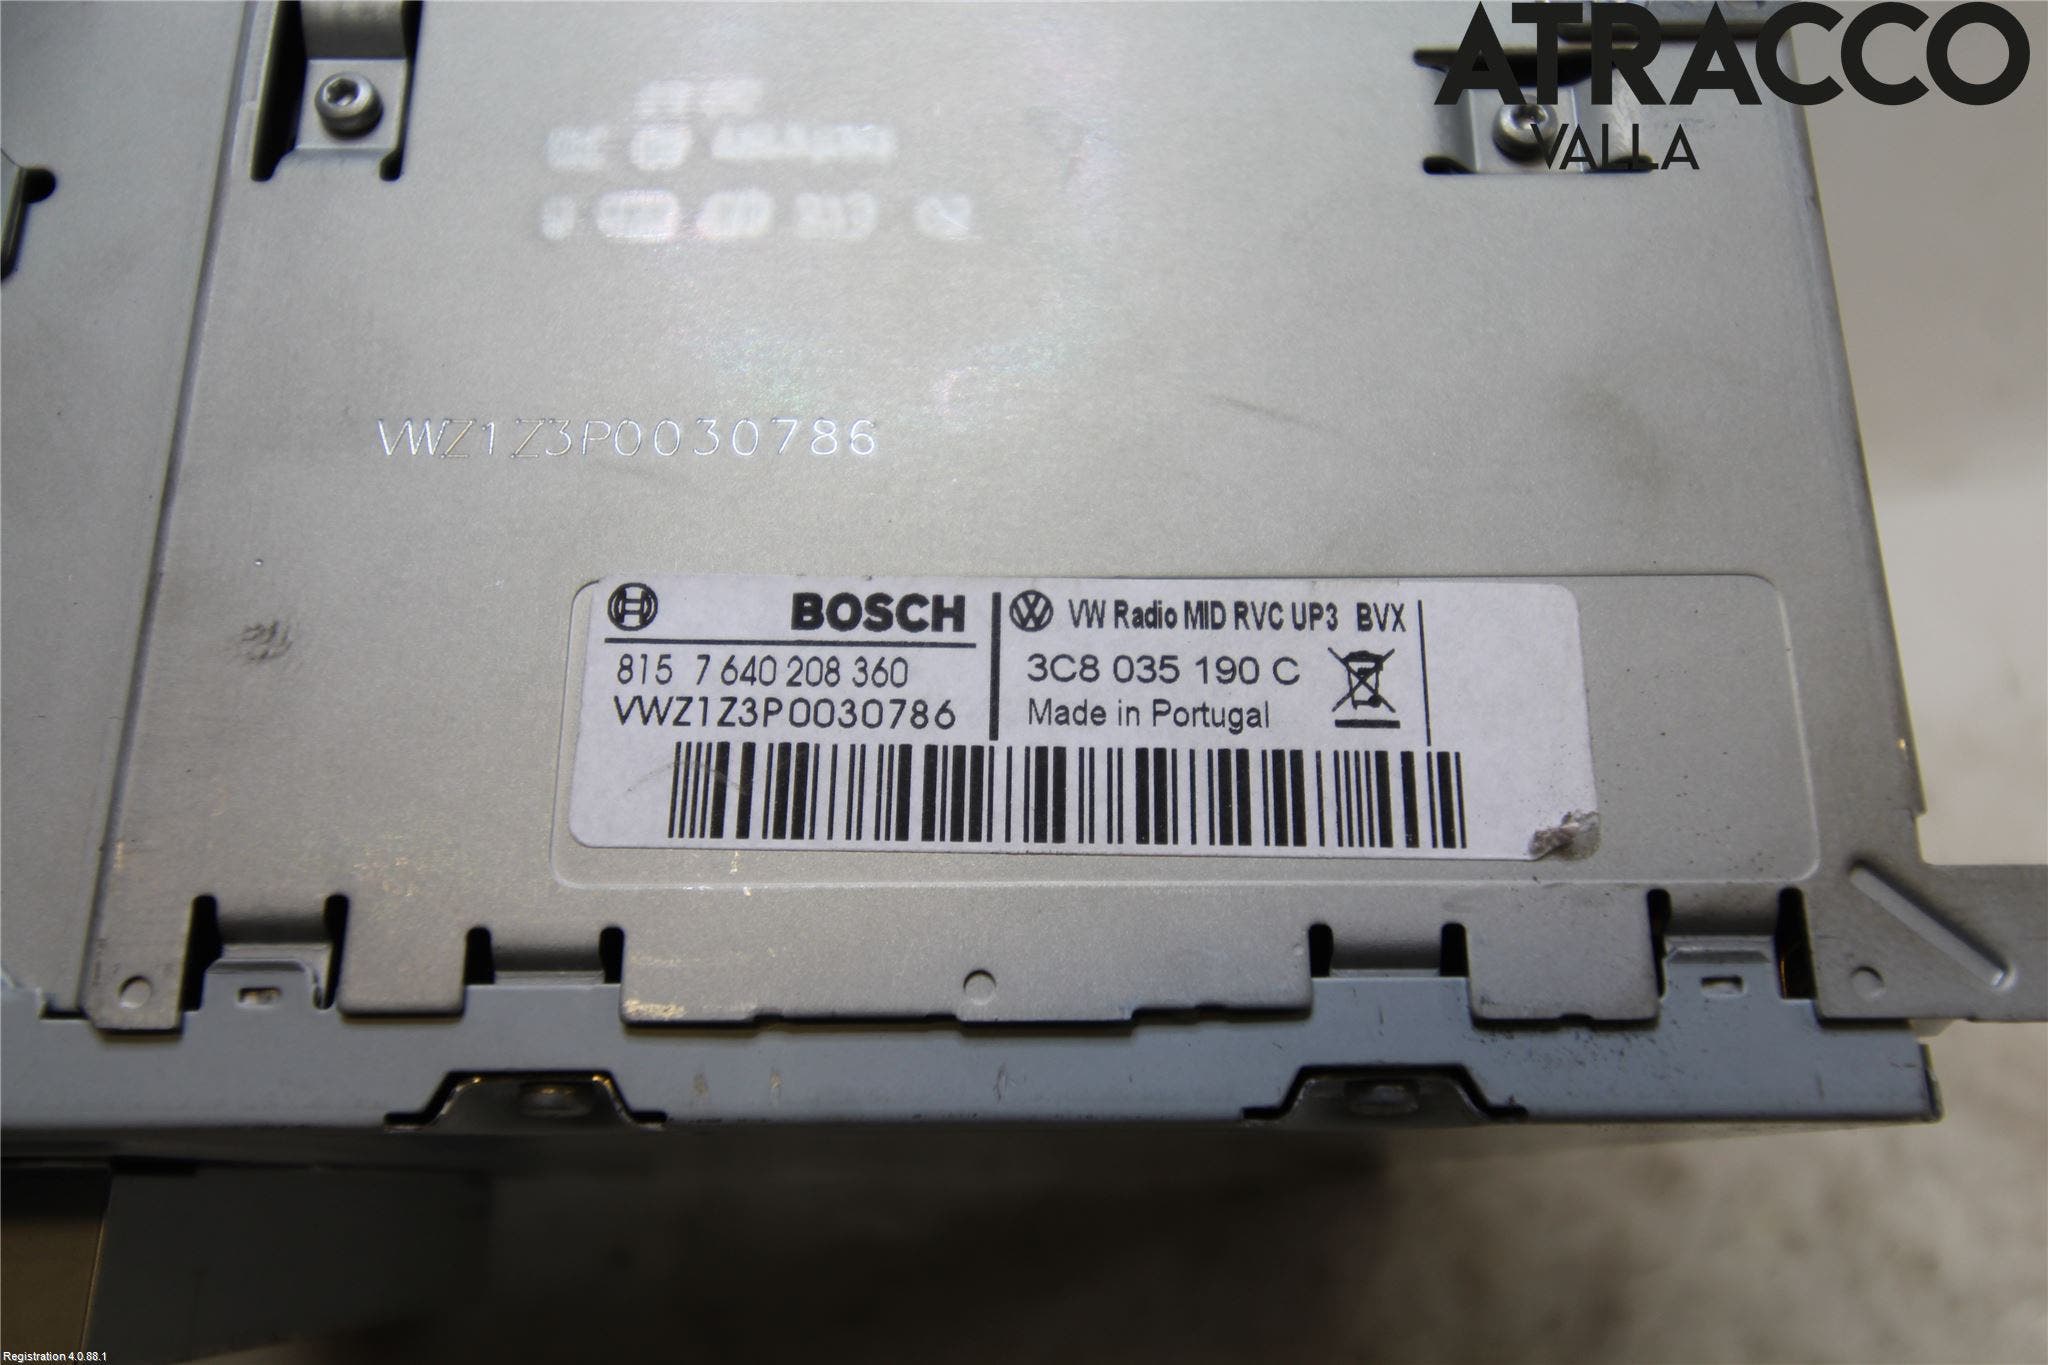 ATRACCO
VALLA
VWZ1Z3P0030786
BOSCH
815 7 640 208 360
VWZ1Z3P0030786
VW Radio MID RVC UP3 BVX
3C8 035 190 C
Made in Portugal
Registration 4.0.88.1